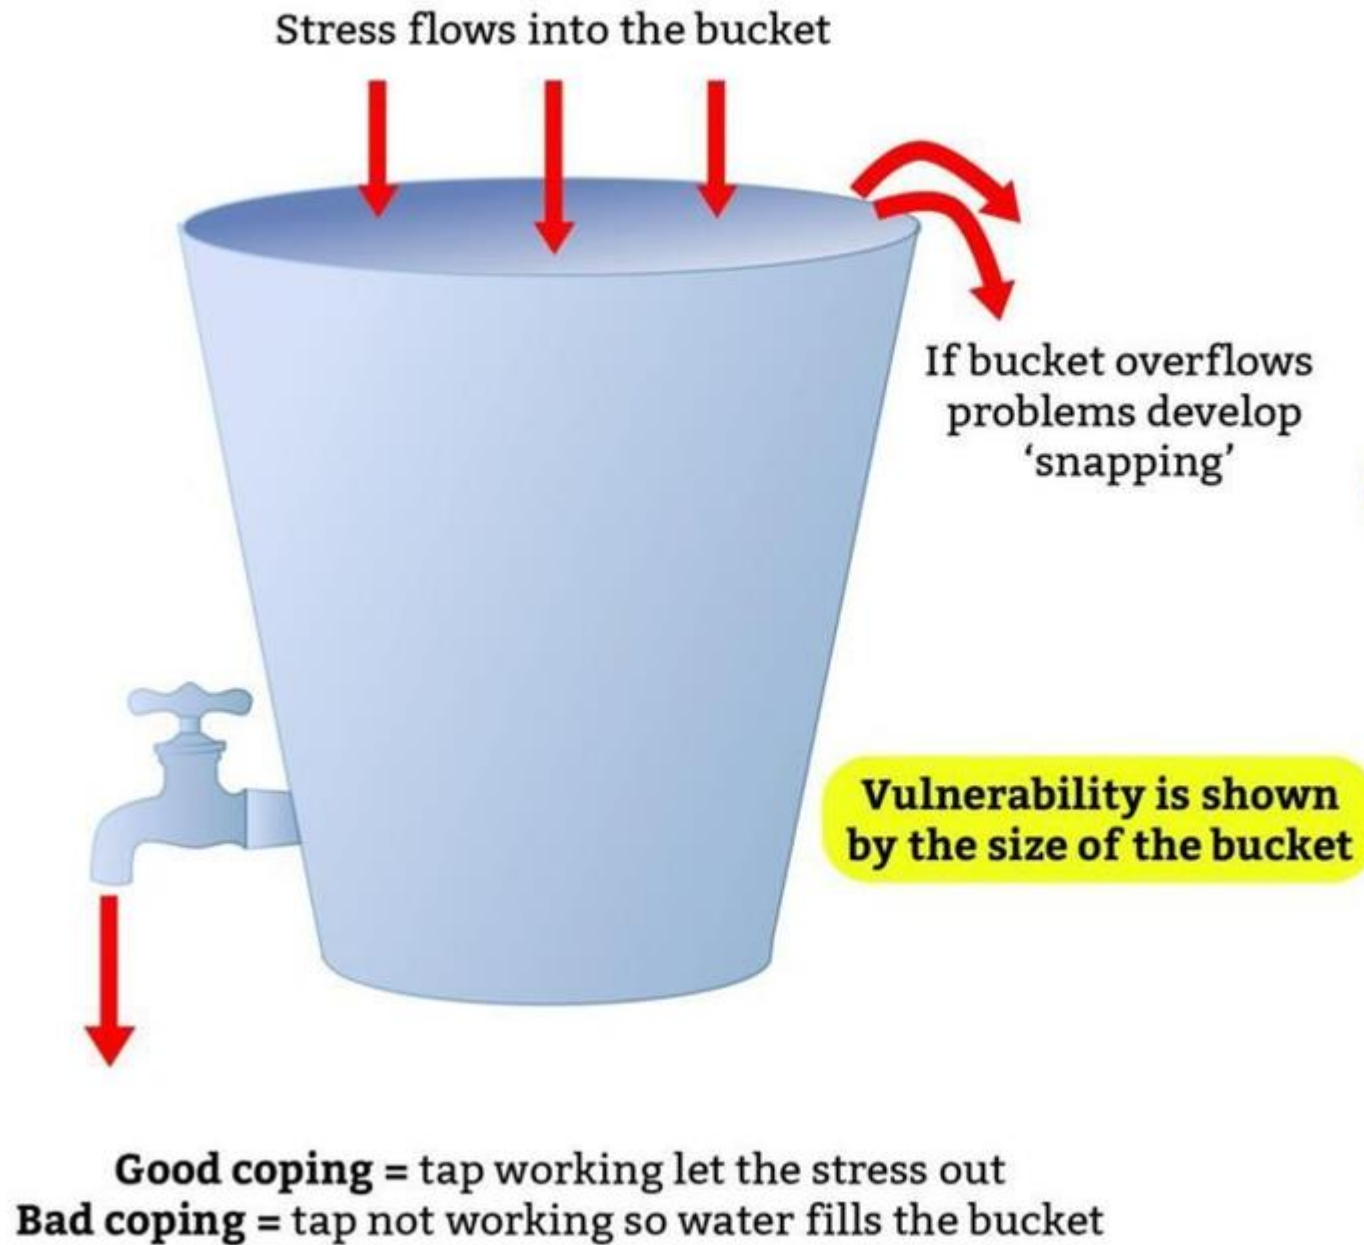 Stress flows into the bucket
If bucket overflows
problems develop
‘snapping’
Vulnerability is shown
by the size of the bucket
Good coping = tap working let the stress out
Bad coping = tap not working so water fills the bucket